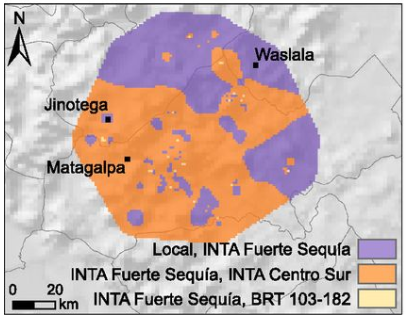 N
Waslala
Jinotega
Matagalpa
Local, INTA Fuerte Sequía
INTA Fuerte Sequía, INTA Centro Sur
INTA Fuerte Sequía, BRT 103-182
0 20
km